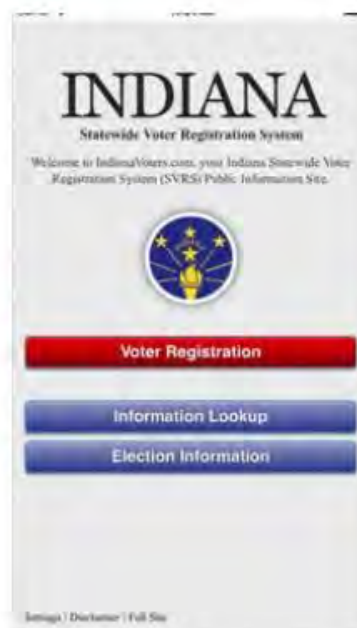 INDIANA
Statewide Voter Registration System
Welcome to IndianaVoters.com, your Indiana Statewide Voter
Registration System (SVRS) Public Information Site.
Voter Registration
Information Lookup
Election Information
Settings | Disclaimer | Full Site